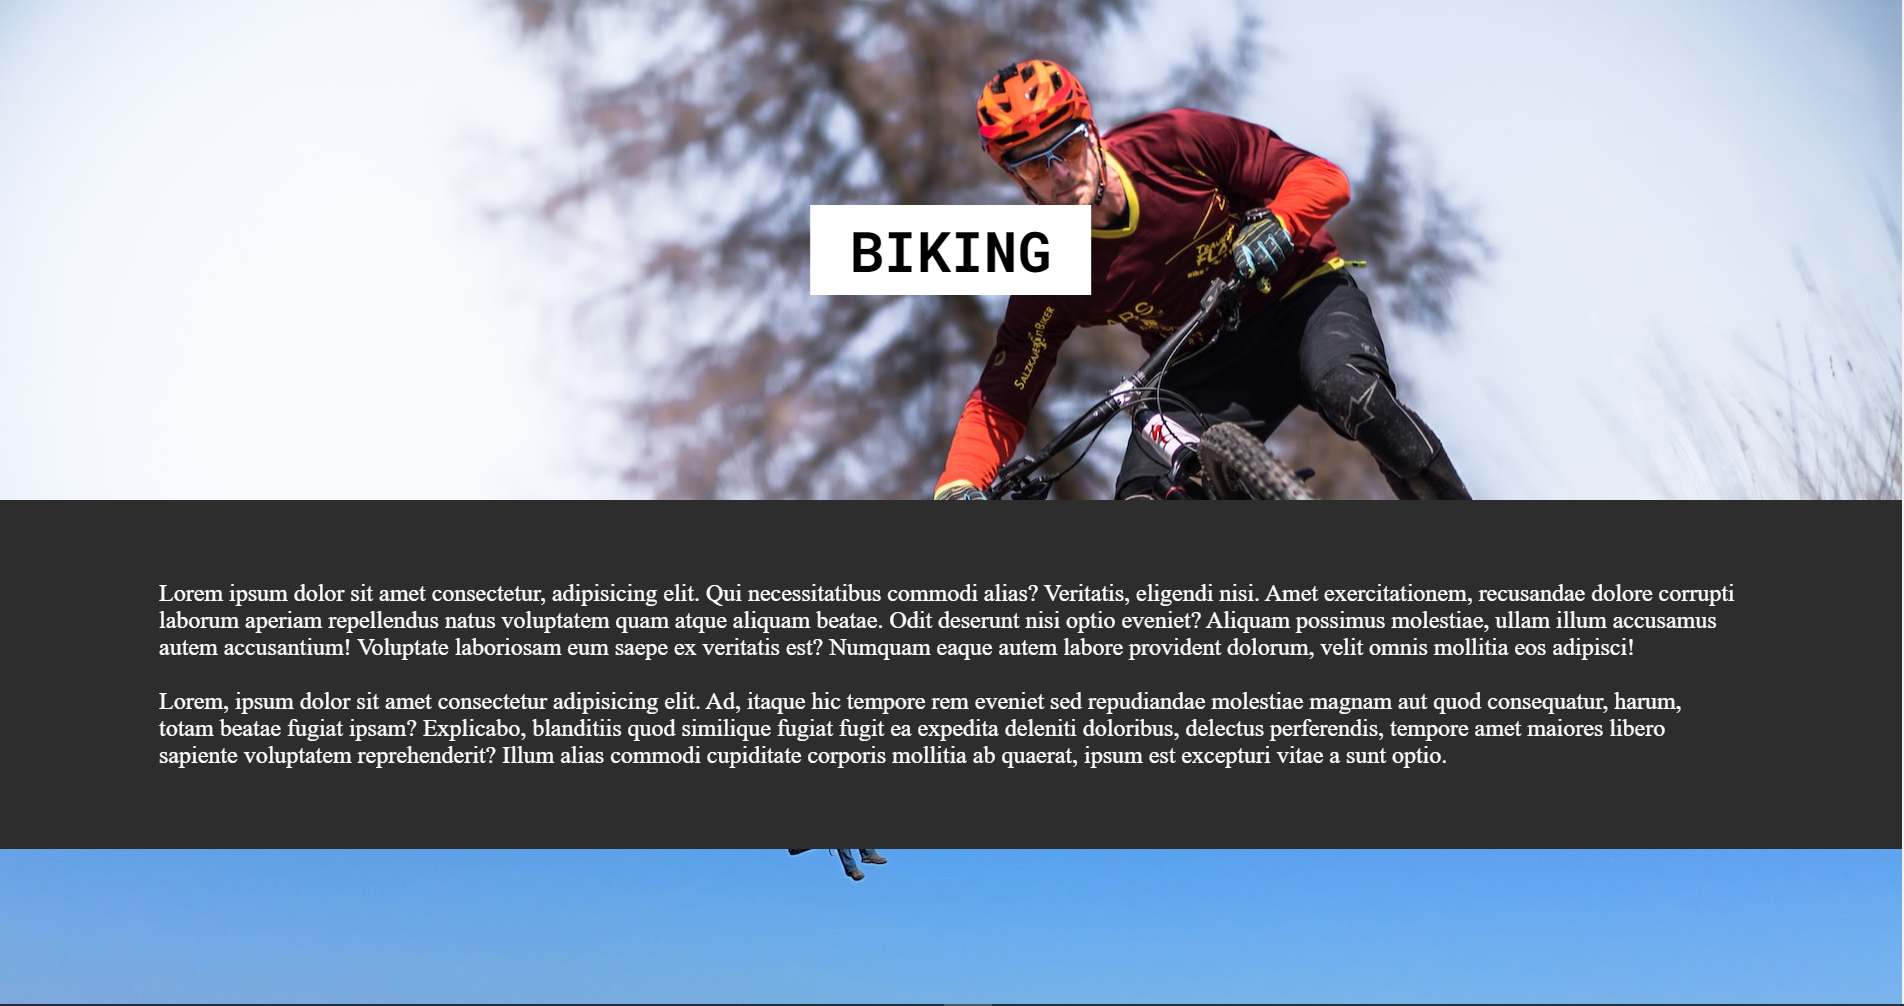 BIKING
SALZKAMMERGUT BIKER
Lorem ipsum dolor sit amet consectetur, adipisicing elit. Qui necessitatibus commodi alias? Veritatis, eligendi nisi. Amet exercitationem, recusandae dolore corrupti
laborum aperiam repellendus natus voluptatem quam atque aliquam beatae. Odit deserunt nisi optio eveniet? Aliquam possimus molestiae, ullam illum accusamus
autem accusantium! Voluptate laboriosam eum saepe ex veritatis est? Numquam eaque autem labore provident dolorum, velit omnis mollitia eos adipisci!
Lorem, ipsum dolor sit amet consectetur adipisicing elit. Ad, itaque hic tempore rem eveniet sed repudiandae molestiae magnam aut quod consequatur, harum,
totam beatae fugiat ipsam? Explicabo, blanditiis quod similique fugiat fugit ea expedita deleniti doloribus, delectus perferendis, tempore amet maiores libero
sapiente voluptatem reprehenderit? Illum alias commodi cupiditate corporis mollitia ab quaerat, ipsum est excepturi vitae a sunt optio.